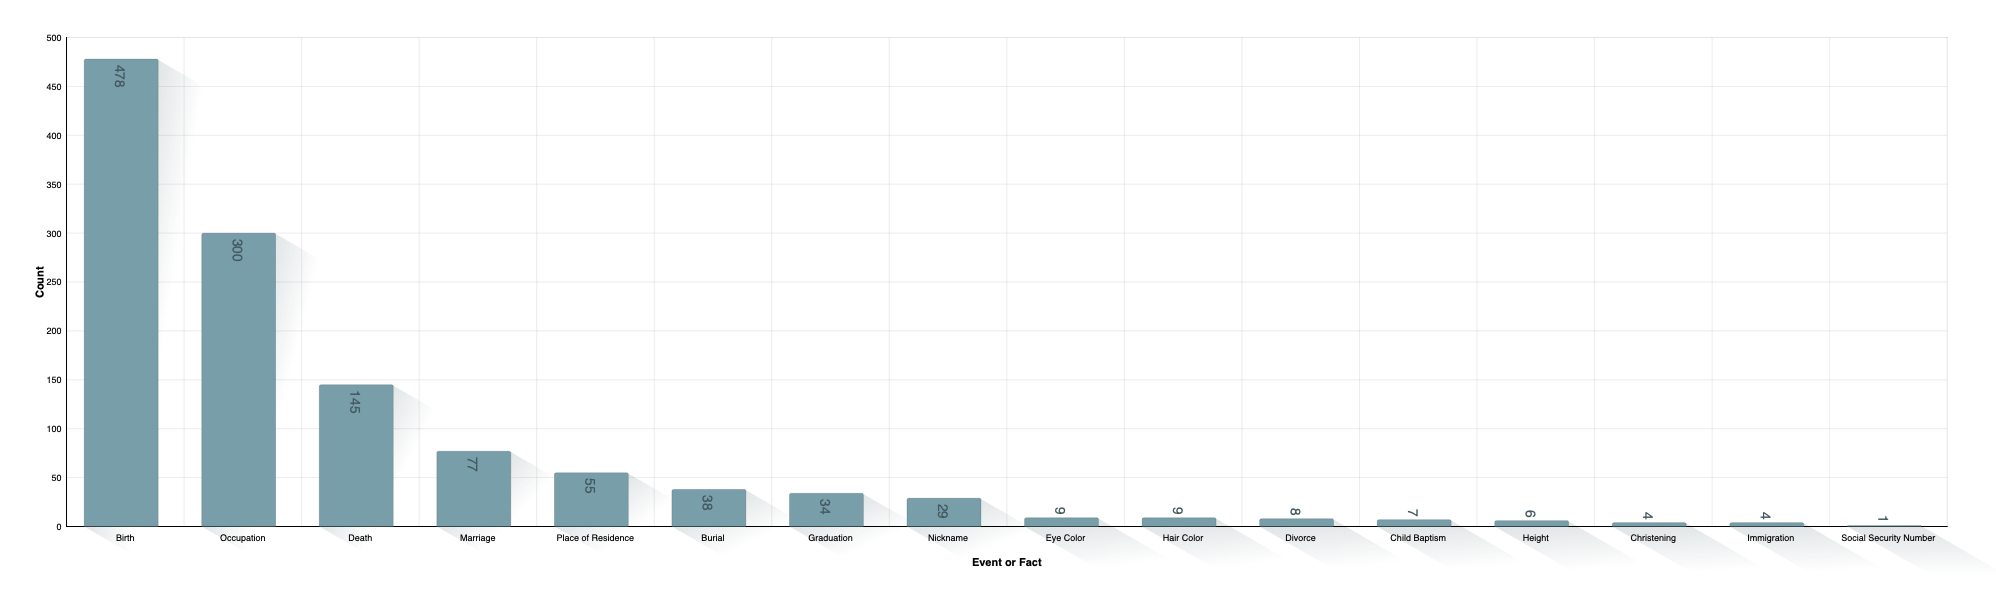 500
450
400
350
300
250
200
150
100
50
0
Count
478
300
145
77
55
38
34
29
9
9
8
7
6
4
4
1
Birth
Occupation
Death
Marriage
Place of Residence
Burial
Graduation
Nickname
Eye Color
Hair Color
Divorce
Child Baptism
Height
Christening
Immigration
Social Security Number
Event or Fact